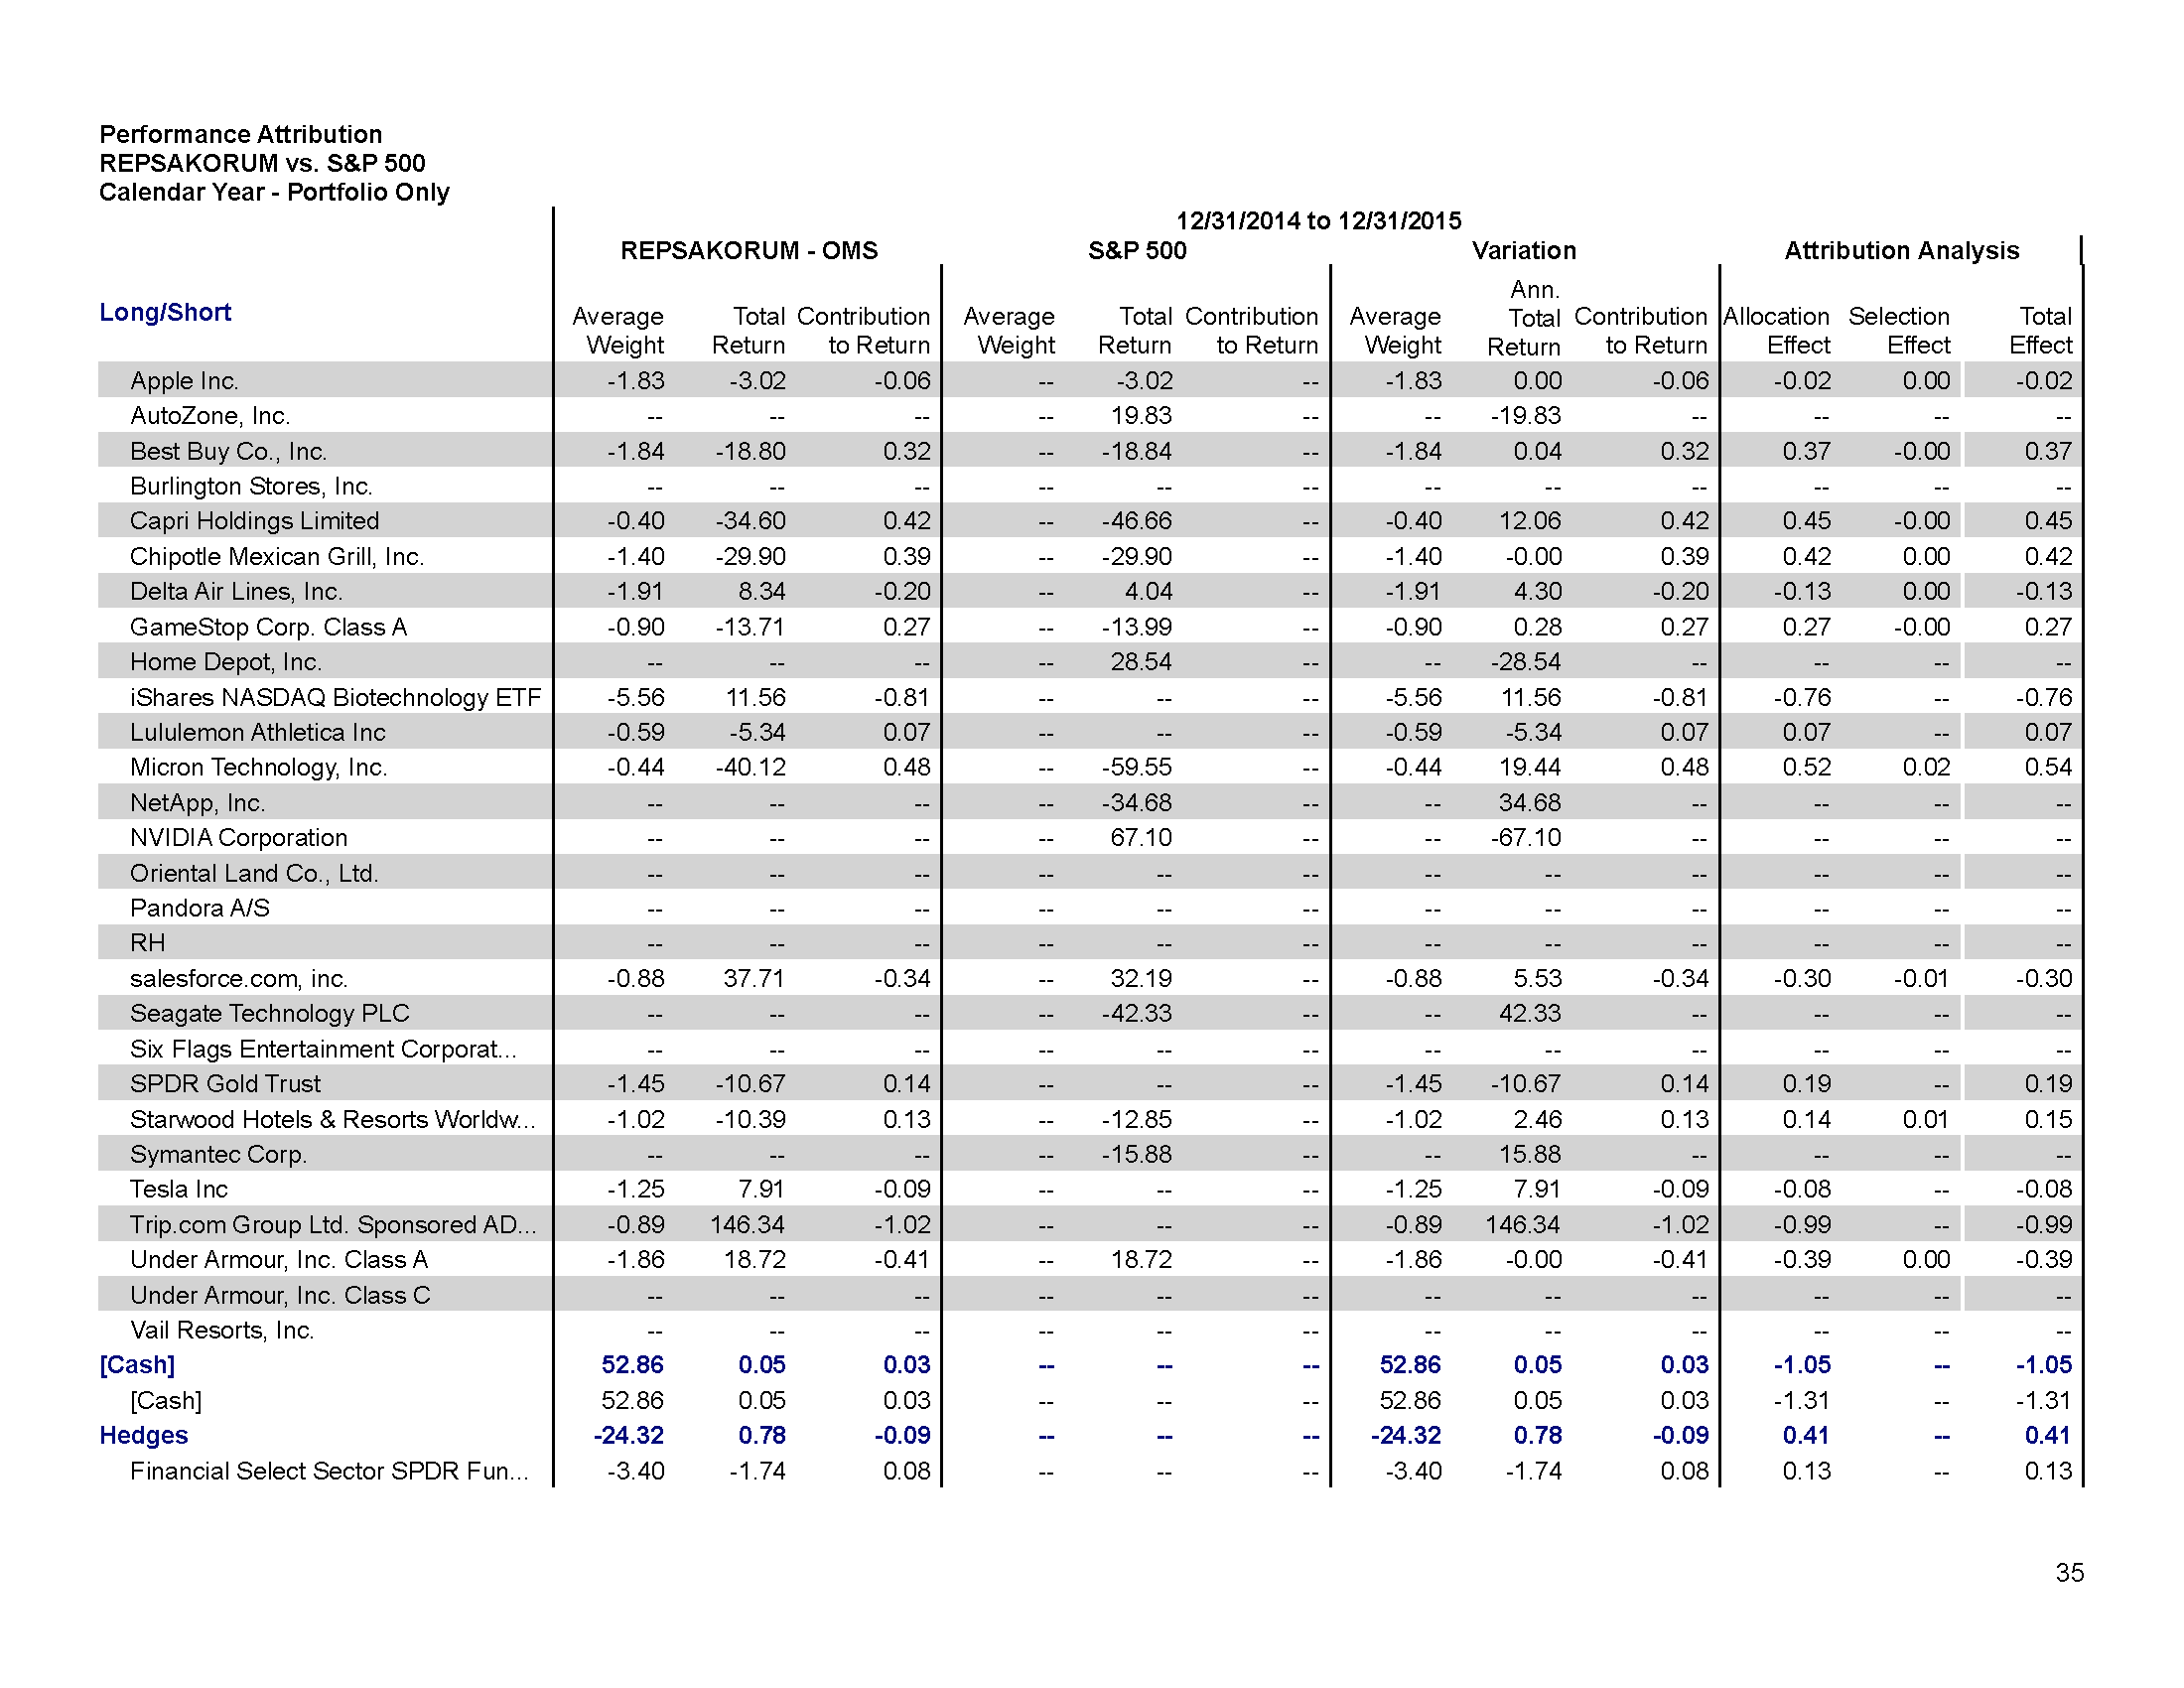 Performance Attribution
REPSAKORUM vs. S&P 500
Calendar Year - Portfolio Only
12/31/2014 to 12/31/2015
REPSAKORUM - OMS S&P 500 Variation Attribution Analysis
Long/Short Average Weight Total Return Contribution to Return Average Weight Total Return Contribution to Return Average Weight Ann. Total Return Contribution to Return Allocation Effect Selection Effect Total Effect
Apple Inc. -1.83 -3.02 -0.06 -- -3.02 -- -1.83 0.00 -0.06 -0.02 0.00 -0.02
AutoZone, Inc. -- -- -- -- 19.83 -- -- -19.83 -- -- -- --
Best Buy Co., Inc. -1.84 -18.80 0.32 -- -18.84 -- -1.84 0.04 0.32 0.37 -0.00 0.37
Burlington Stores, Inc. -- -- -- -- -- -- -- -- -- -- -- --
Capri Holdings Limited -0.40 -34.60 0.42 -- -46.66 -- -0.40 12.06 0.42 0.45 -0.00 0.45
Chipotle Mexican Grill, Inc. -1.40 -29.90 0.39 -- -29.90 -- -1.40 -0.00 0.39 0.42 0.00 0.42
Delta Air Lines, Inc. -1.91 8.34 -0.20 -- 4.04 -- -1.91 4.30 -0.20 -0.13 0.00 -0.13
GameStop Corp. Class A -0.90 -13.71 0.27 -- -13.99 -- -0.90 0.28 0.27 0.27 -0.00 0.27
Home Depot, Inc. -- -- -- -- 28.54 -- -- -28.54 -- -- -- --
iShares NASDAQ Biotechnology ETF -5.56 11.56 -0.81 -- -- -- -5.56 11.56 -0.81 -0.76 -- -0.76
Lululemon Athletica Inc -0.59 -5.34 0.07 -- -- -- -0.59 -5.34 0.07 0.07 -- 0.07
Micron Technology, Inc. -0.44 -40.12 0.48 -- -59.55 -- -0.44 19.44 0.48 0.52 0.02 0.54
NetApp, Inc. -- -- -- -- -34.68 -- -- 34.68 -- -- -- --
NVIDIA Corporation -- -- -- -- 67.10 -- -- -67.10 -- -- -- --
Oriental Land Co., Ltd. -- -- -- -- -- -- -- -- -- -- -- --
Pandora A/S -- -- -- -- -- -- -- -- -- -- -- --
RH -- -- -- -- -- -- -- -- -- -- -- --
salesforce.com, inc. -0.88 37.71 -0.34 -- 32.19 -- -0.88 5.53 -0.34 -0.30 -0.01 -0.30
Seagate Technology PLC -- -- -- -- -42.33 -- -- 42.33 -- -- -- --
Six Flags Entertainment Corporat... -- -- -- -- -- -- -- -- -- -- -- --
SPDR Gold Trust -1.45 -10.67 0.14 -- -- -- -1.45 -10.67 0.14 0.19 -- 0.19
Starwood Hotels & Resorts Worldw... -1.02 -10.39 0.13 -- -12.85 -- -1.02 2.46 0.13 0.14 0.01 0.15
Symantec Corp. -- -- -- -- -15.88 -- -- 15.88 -- -- -- --
Tesla Inc -1.25 7.91 -0.09 -- -- -- -1.25 7.91 -0.09 -0.08 -- -0.08
Trip.com Group Ltd. Sponsored AD... -0.89 146.34 -1.02 -- -- -- -0.89 146.34 -1.02 -0.99 -- -0.99
Under Armour, Inc. Class A -1.86 18.72 -0.41 -- 18.72 -- -1.86 -0.00 -0.41 -0.39 0.00 -0.39
Under Armour, Inc. Class C -- -- -- -- -- -- -- -- -- -- -- --
Vail Resorts, Inc. -- -- -- -- -- -- -- -- -- -- -- --
[Cash] 52.86 0.05 0.03 -- -- -- 52.86 0.05 0.03 -1.05 -- -1.05
[Cash] 52.86 0.05 0.03 -- -- -- 52.86 0.05 0.03 -1.31 -- -1.31
Hedges -24.32 0.78 -0.09 -- -- -- -24.32 0.78 -0.09 0.41 -- 0.41
Financial Select Sector SPDR Fun... -3.40 -1.74 0.08 -- -- -- -3.40 -1.74 0.08 0.13 -- 0.13
35